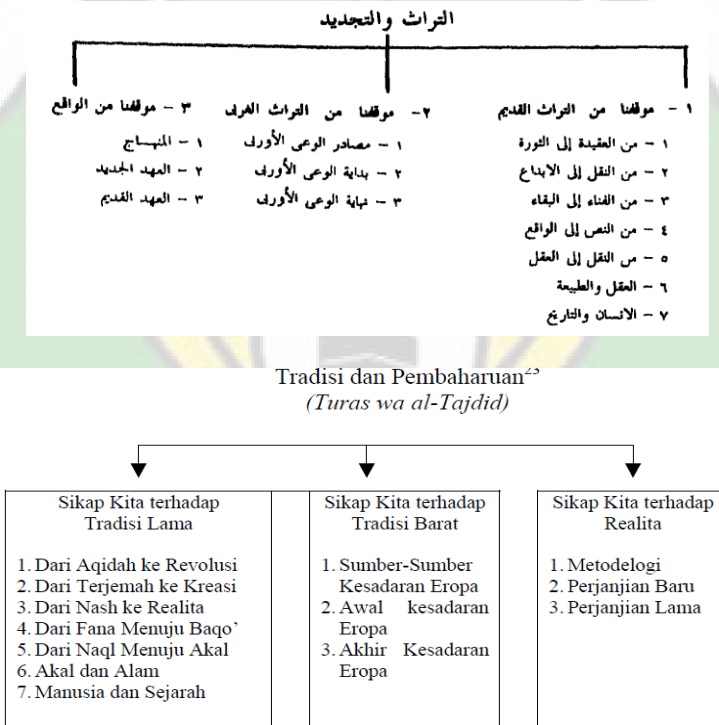 التراث والتجديد
١ – موقفنا من التراث القديم
١ – من العقيدة إلى الثورة
٢ – من النقل إلى الابداع
٣ – من الفناء إلى البقاء
٤ – من النص إلى الواقع
٥ – من النقل إلى العقل
٦ – العقل والطبيعة
٧ – الانسان والتاريخ
٢– موقفنا من التراث الغربى
١ – مصادر الوعى الأوربى
٢ – بداية الوعى الأوربى
٣ – نهاية الوعى الأوربى
٣ – موقفنا من الواقع
١ – المنهاج
٢ – العهد الجديد
٣ – العهد القديم
Tradisi dan Pembaharuan²³
(Turas wa al-Tajdid)
Sikap Kita terhadap
Tradisi Lama
1. Dari Aqidah ke Revolusi
2. Dari Terjemah ke Kreasi
3. Dari Nash ke Realita
4. Dari Fana Menuju Baqo’
5. Dari Naql Menuju Akal
6. Akal dan Alam
7. Manusia dan Sejarah
Sikap Kita terhadap
Tradisi Barat
1. Sumber-Sumber
Kesadaran Eropa
2. Awal kesadaran
Eropa
3. Akhir Kesadaran
Eropa
Sikap Kita terhadap
Realita
1. Metodelogi
2. Perjanjian Baru
3. Perjanjian Lama